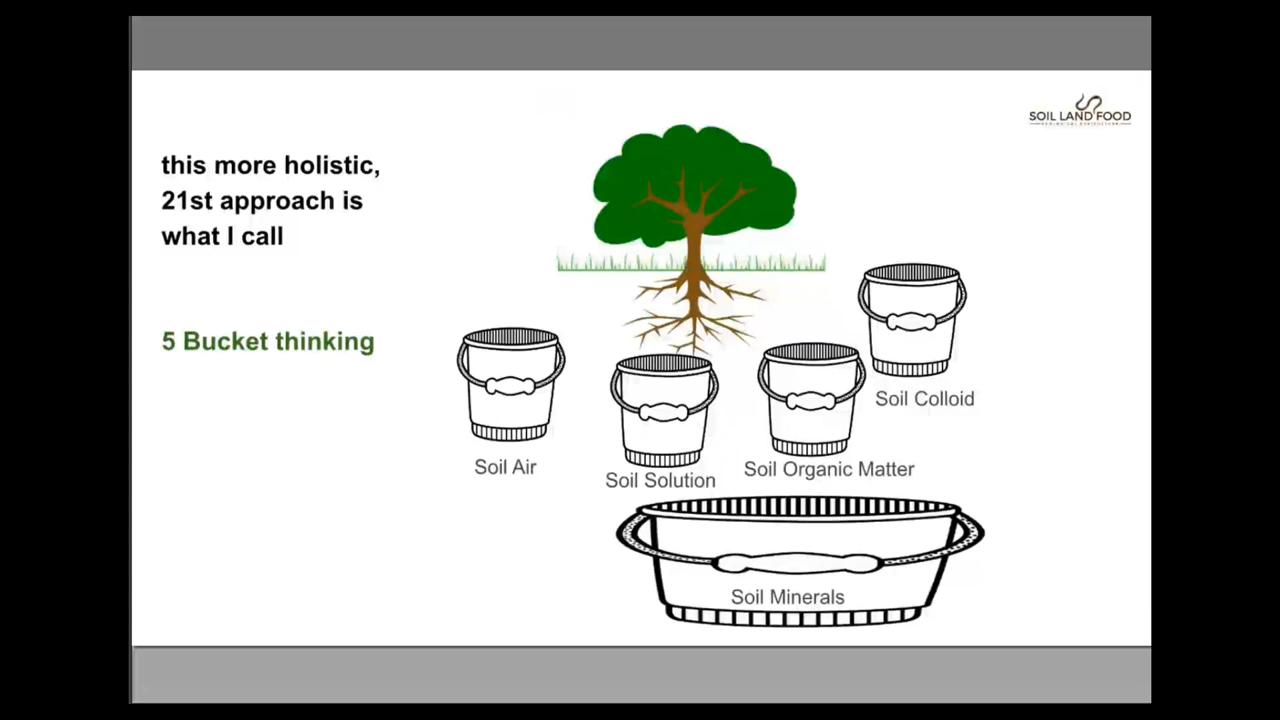 SOIL LAND FOOD
this more holistic,
21st approach is
what I call
5 Bucket thinking
Soil Colloid
Soil Air
Soil Solution
Soil Organic Matter
Soil Minerals